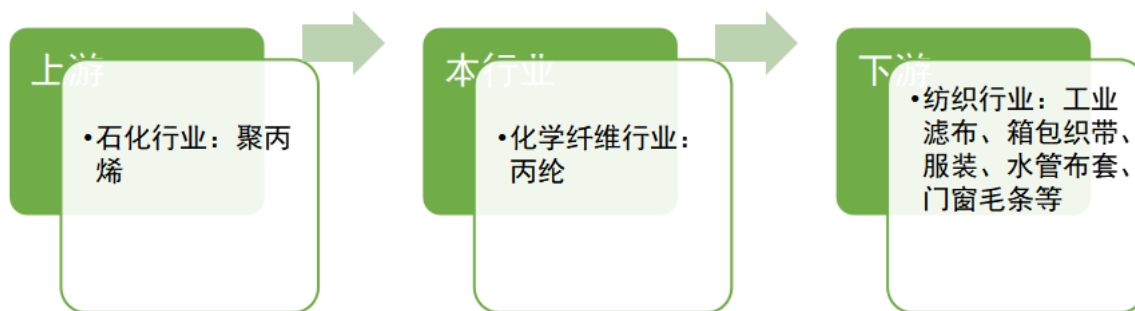 上游
•石化行业：聚丙
烯
本行业
•化学纤维行业：
丙纶
下游
•纺织行业：工业
滤布、箱包织带、
服装、水管布套、
门窗毛条等